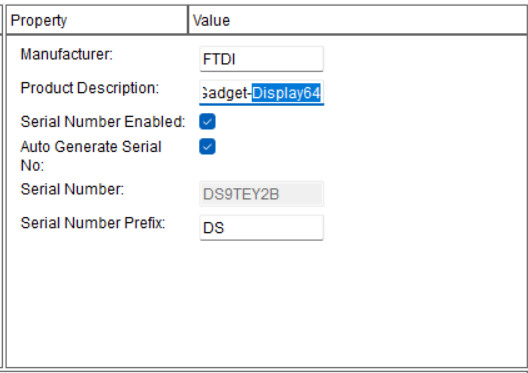 Property Value
Manufacturer: FTDI
Product Description: Gadget-Display64
Serial Number Enabled:
Auto Generate Serial
No:
Serial Number: DS9TEY2B
Serial Number Prefix: DS